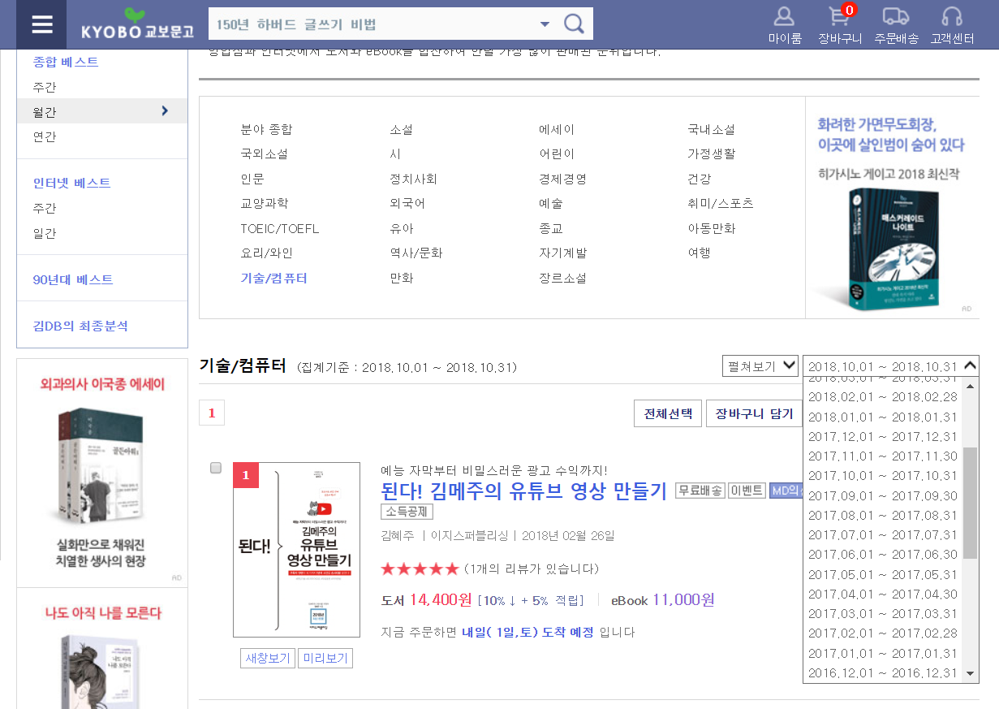 KYOBO 교보문고
150년 하버드 글쓰기 비법
0
마이룸 장바구니 주문배송 고객센터
종합 베스트
주간
월간
연간
인터넷 베스트
주간
일간
90년대 베스트
김DB의 최종분석
외과의사 이국종 에세이
골든아워
실화만으로 채워진
치열한 생사의 현장
AD
나도 아직 나를 모른다
나도 아직
나를 모른다
영업점과 인터넷에서 도서와 eBook을 합산하여 한달 가장 많이 판매된 순위입니다.
분야 종합 소설 에세이 국내소설
국외소설 시 어린이 가정생활
인문 정치사회 경제경영 건강
교양과학 외국어 예술 취미/스포츠
TOEIC/TOEFL 유아 종교 아동만화
요리/와인 역사/문화 자기계발 여행
기술/컴퓨터 만화 장르소설
화려한 가면무도회장,
이곳에 살인범이 숨어 있다
히가시노 게이고 2018 최신작
매스커레이드
나이트
AD
기술/컴퓨터 (집계기준 : 2018.10.01 ~ 2018.10.31)
펼쳐보기
2018.10.01 ~ 2018.10.31
2018.03.01 ~ 2018.03.31
2018.02.01 ~ 2018.02.28
2018.01.01 ~ 2018.01.31
2017.12.01 ~ 2017.12.31
2017.11.01 ~ 2017.11.30
2017.10.01 ~ 2017.10.31
2017.09.01 ~ 2017.09.30
2017.08.01 ~ 2017.08.31
2017.07.01 ~ 2017.07.31
2017.06.01 ~ 2017.06.30
2017.05.01 ~ 2017.05.31
2017.04.01 ~ 2017.04.30
2017.03.01 ~ 2017.03.31
2017.02.01 ~ 2017.02.28
2017.01.01 ~ 2017.01.31
2016.12.01 ~ 2016.12.31
1
전체선택 장바구니 담기
1
된다!
김메주의
유튜브
영상 만들기
새창보기 미리보기
예능 자막부터 비밀스러운 광고 수익까지!
된다! 김메주의 유튜브 영상 만들기 무료배송 이벤트 MD의
소득공제
김혜주 | 이지스퍼블리싱 | 2018년 02월 26일
★★★★★ (1개의 리뷰가 있습니다)
도서 14,400원 [10%↓ + 5% 적립] eBook 11,000원
지금 주문하면 내일( 1일,토) 도착 예정 입니다